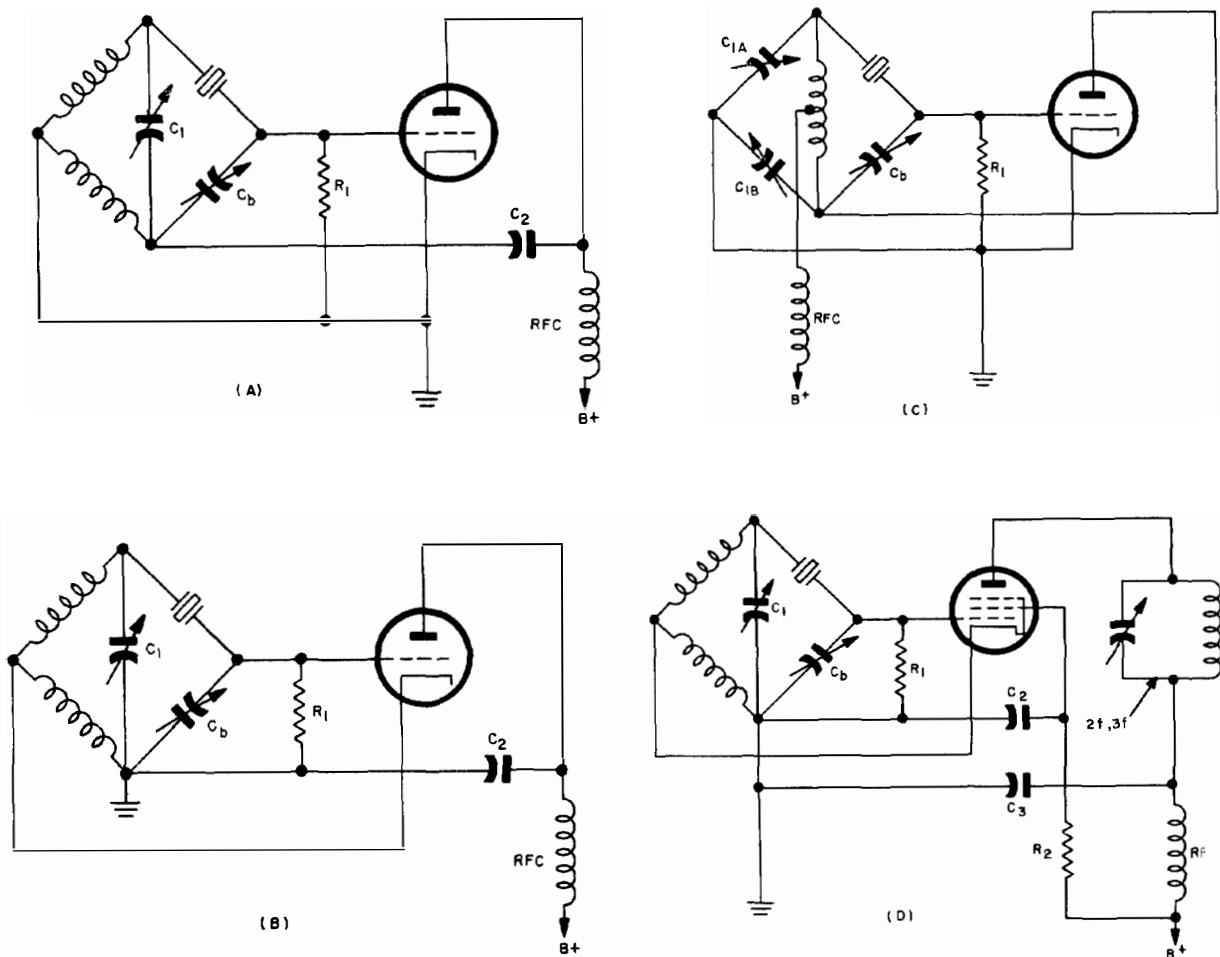 C1
Cb
R1
C2
RFC
B+
(A)
C1A
C1B
Cb
R1
RFC
B+
(C)
C1
Cb
R1
C2
RFC
B+
(B)
C1
Cb
R1
C2
C3
2f,3f
R2
RF
B+
(D)